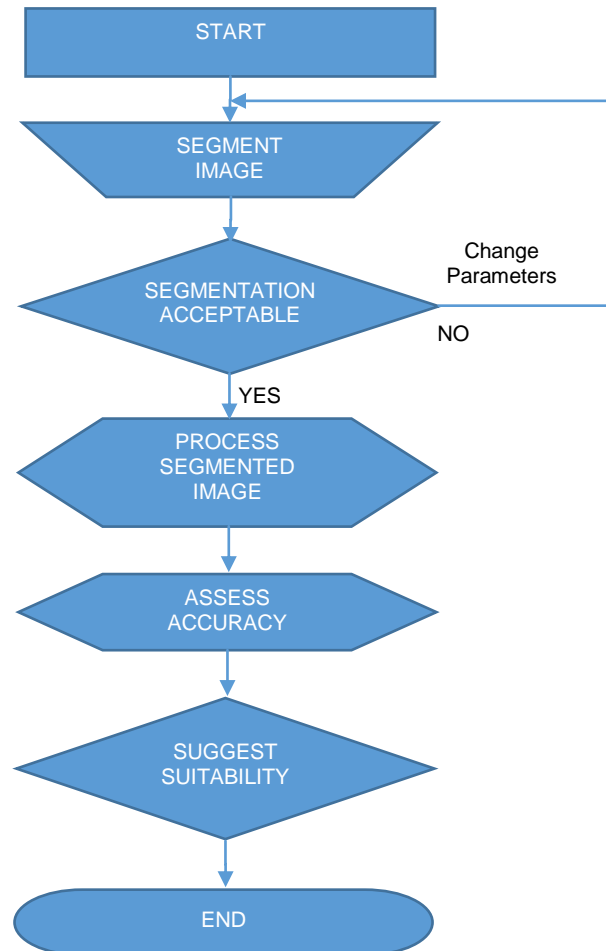 START
SEGMENT
IMAGE
SEGMENTATION
ACCEPTABLE
Change
Parameters
NO
YES
PROCESS
SEGMENTED
IMAGE
ASSESS
ACCURACY
SUGGEST
SUITABILITY
END